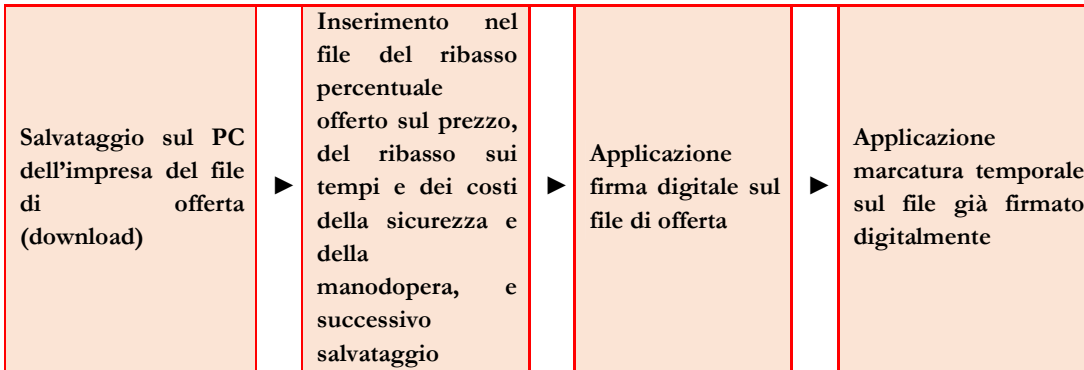 Salvataggio sul PC
dell'impresa del file
di offerta
(download)
►
Inserimento nel
file del ribasso
percentuale
offerto sul prezzo,
del ribasso sui
tempi e dei costi
della sicurezza e
della
manodopera, e
successivo
salvataggio
►
Applicazione
firma digitale sul
file di offerta
►
Applicazione
marcatura temporale
sul file già firmato
digitalmente